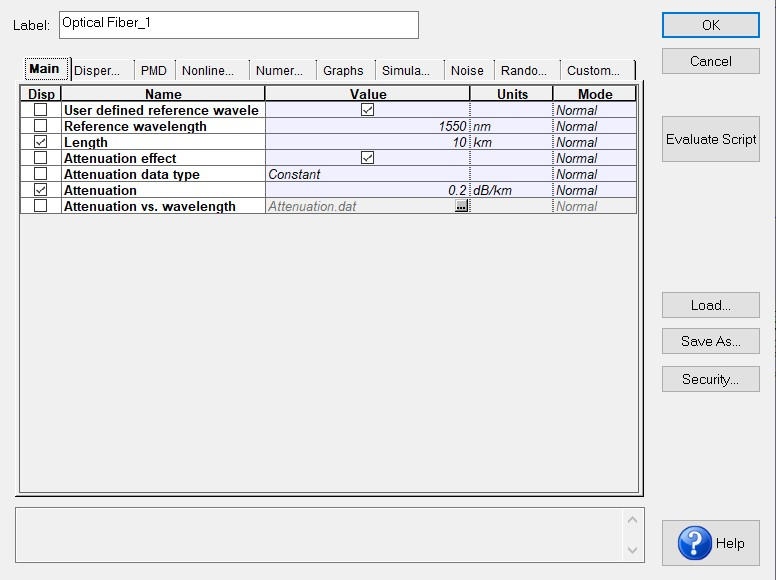 Label: Optical Fiber_1 OK
Cancel
Main Disper... PMD Nonline... Numer... Graphs Simula... Noise Rando... Custom...
Disp Name Value Units Mode
User defined reference wavele Normal
Reference wavelength 1550 nm Normal
Length 10 km Normal
Attenuation effect Normal
Attenuation data type Constant Normal
Attenuation 0.2 dB/km Normal
Attenuation vs. wavelength Attenuation.dat ... Normal
Evaluate Script
Load...
Save As...
Security...
? Help